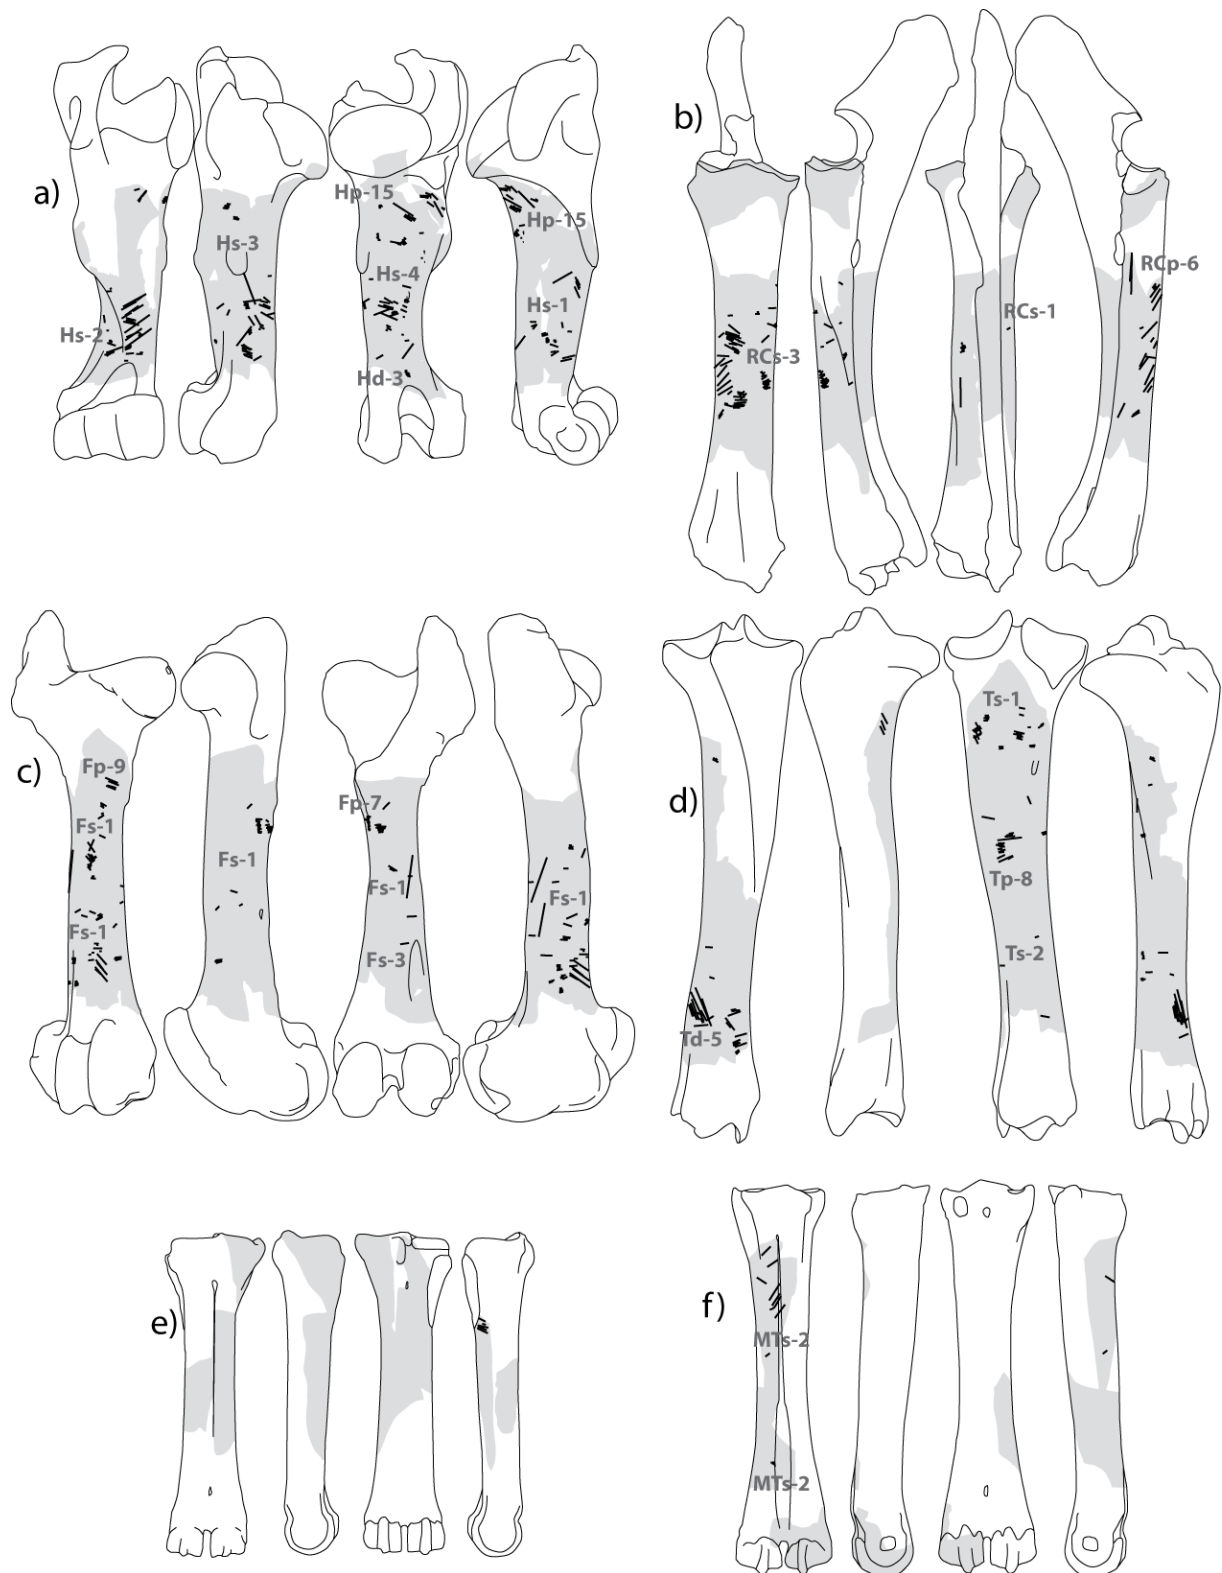 a)
Hs-2
Hs-3
Hp-15
Hs-4
Hd-3
Hp-15
Hs-1
b)
RCs-3
RCs-1
RCp-6
c)
Fp-9
Fs-1
Fs-1
Fs-1
Fp-7
Fs-1
Fs-3
Fs-1
d)
Td-5
Ts-1
Tp-8
Ts-2
e)
f)
MTs-2
MTs-2